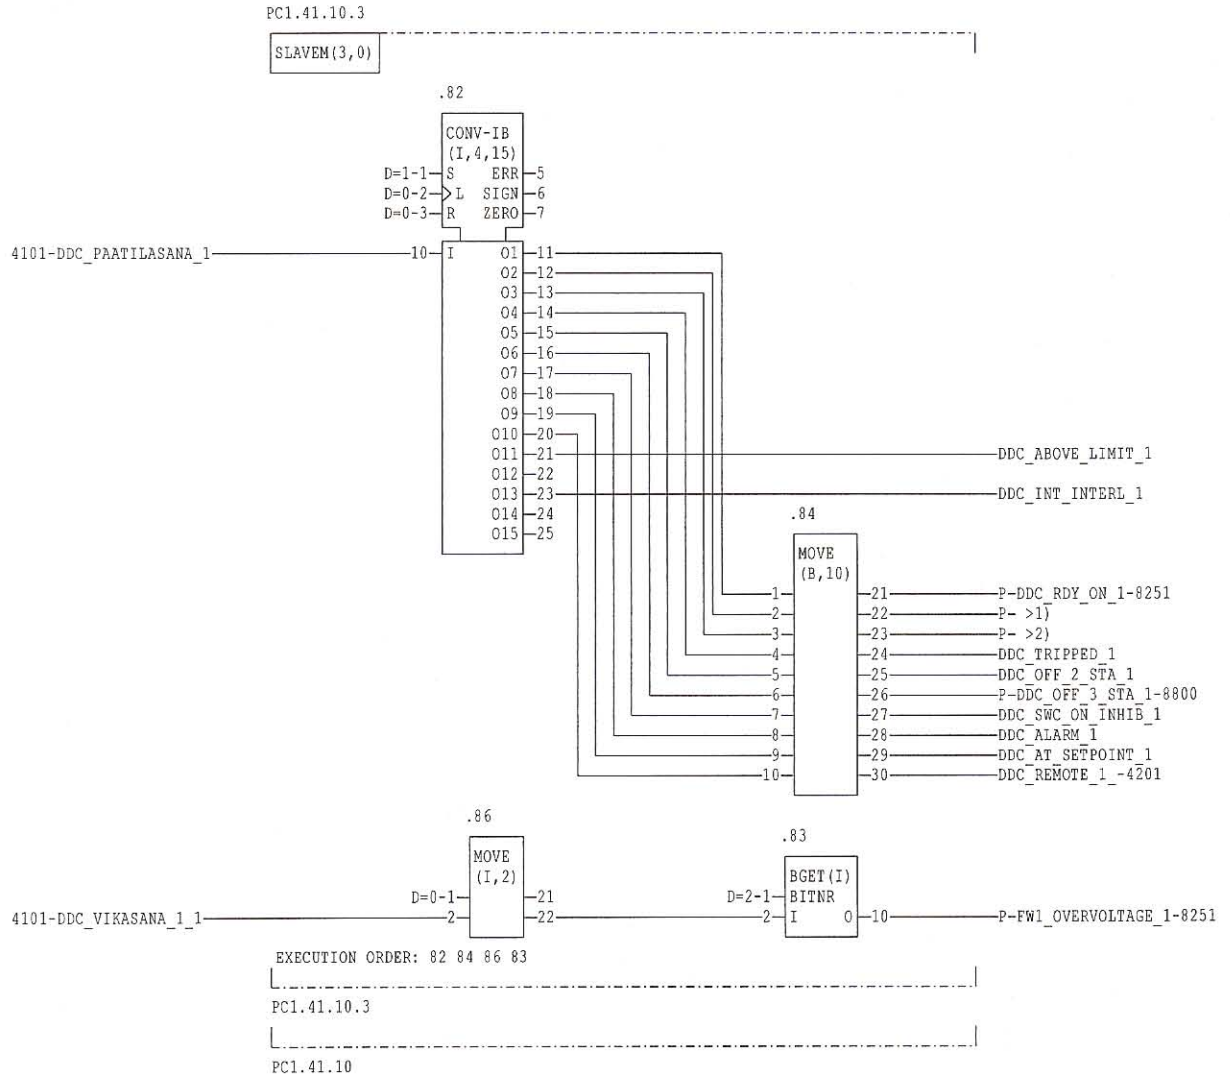 PC1.41.10.3
SLAVEM(3,0)
.82
CONV-IB
(I,4,15)
D=1-1 S ERR 5
D=0-2 L SIGN 6
D=0-3 R ZERO 7
4101-DDC_PAATILASANA_1 10 I O1 11
O2 12
O3 13
O4 14
O5 15
O6 16
O7 17
O8 18
O9 19
O10 20
O11 21 DDC_ABOVE_LIMIT_1
O12 22
O13 23 DDC_INT_INTERL_1
O14 24
O15 25
.84
MOVE
(B,10)
1 21 P-DDC_RDY_ON_1-8251
2 22 P- >1)
3 23 P- >2)
4 24 DDC_TRIPPED_1
5 25 DDC_OFF_2_STA_1
6 26 P-DDC_OFF_3_STA_1-8800
7 27 DDC_SWC_ON_INHIB_1
8 28 DDC_ALARM_1
9 29 DDC_AT_SETPOINT_1
10 30 DDC_REMOTE_1_-4201
.86
MOVE
(I,2)
D=0-1 21
4101-DDC_VIKASANA_1_1 2 22
.83
BGET(I)
D=2-1 BITNR
2 I O 10 P-FW1_OVERVOLTAGE_1-8251
EXECUTION ORDER: 82 84 86 83
PC1.41.10.3
PC1.41.10